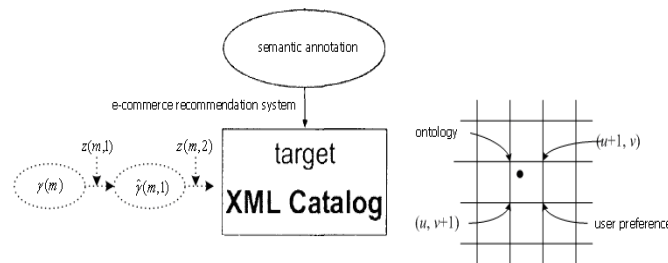 semantic annotation
e-commerce recommendation system
z(m,1)
z(m,2)
γ(m)
γ̂(m,1)
target
XML Catalog
ontology
(u+1, v)
(u, v+1)
user preference